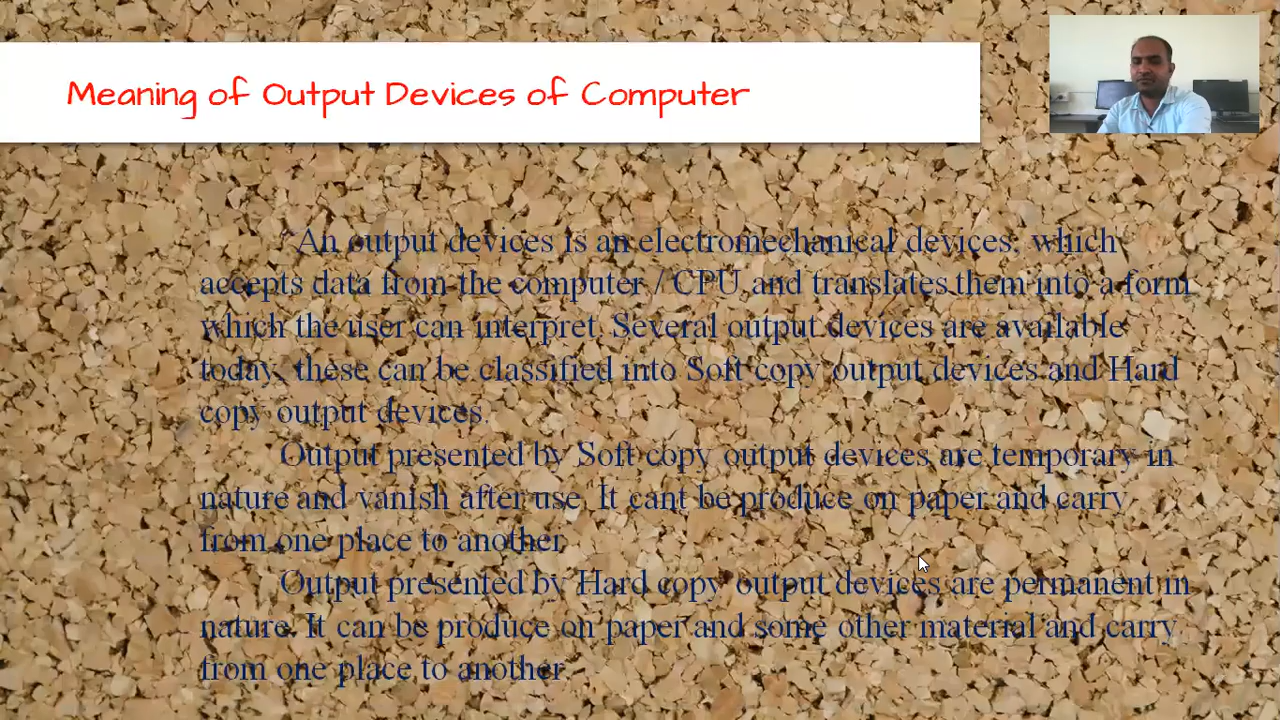 Meaning of Output Devices of Computer
"An output devices is an electromechanical devices, which
accepts data from the computer / CPU and translates them into a form
which the user can interpret. Several output devices are available
today, these can be classified into Soft copy output devices and Hard
copy output devices.
Output presented by Soft copy output devices are temporary in
nature and vanish after use. It cant be produce on paper and carry
from one place to another.
Output presented by Hard copy output devices are permanent in
nature. It can be produce on paper and some other material and carry
from one place to another.